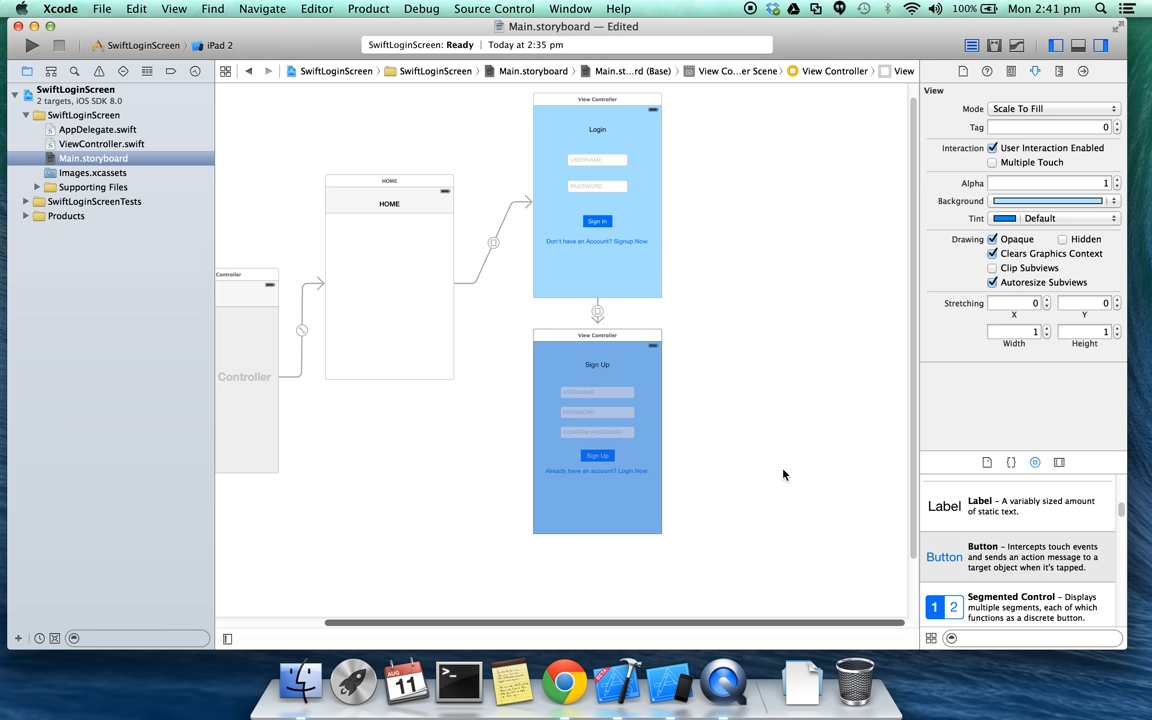 Xcode File Edit View Find Navigate Editor Product Debug Source Control Window Help 100% Mon 2:41 pm
Main.storyboard — Edited
SwiftLoginScreen iPad 2
SwiftLoginScreen: Ready Today at 2:35 pm
SwiftLoginScreen SwiftLoginScreen Main.storyboard Main.st...rd (Base) View Co...er Scene View Controller View
SwiftLoginScreen
2 targets, iOS SDK 8.0
SwiftLoginScreen
AppDelegate.swift
ViewController.swift
Main.storyboard
Images.xcassets
Supporting Files
SwiftLoginScreenTests
Products
Controller
Controller
HOME
HOME
View Controller
Login
USERNAME
PASSWORD
Sign In
Don't have an Account? Signup Now.
View Controller
Sign Up
USERNAME
PASSWORD
CONFIRM PASSWORD
Sign Up
Already have an account? Login Now.
View
Mode Scale To Fill
Tag 0
Interaction User Interaction Enabled
Multiple Touch
Alpha 1
Background
Tint Default
Drawing Opaque Hidden
Clears Graphics Context
Clip Subviews
Autoresize Subviews
Stretching 0 0
X Y
1 1
Width Height
Label Label – A variably sized amount
of static text.
Button Button – Intercepts touch events
and sends an action message to a
target object when it's tapped.
1 2 Segmented Control – Displays
multiple segments, each of which
functions as a discrete button.
AUG
11
BETA